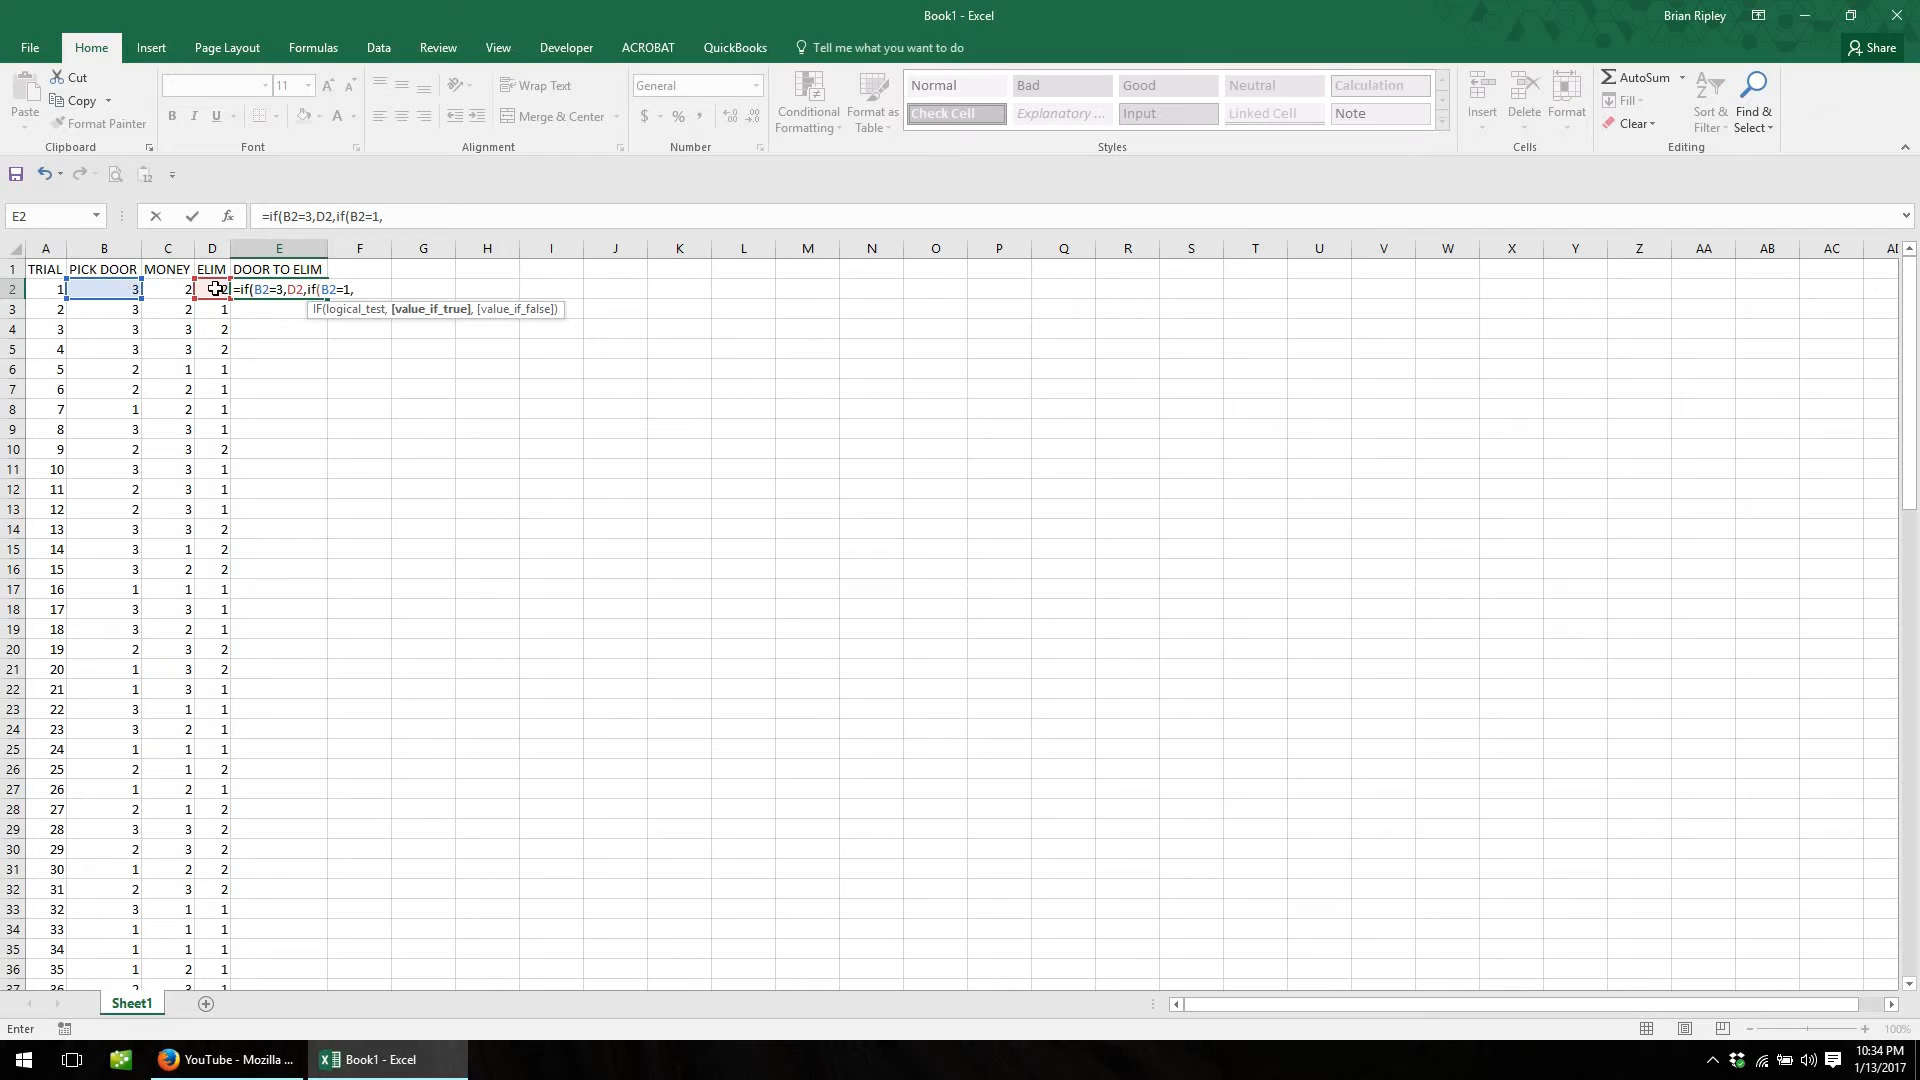 Book1 - Excel
Brian Ripley
File Home Insert Page Layout Formulas Data Review View Developer ACROBAT QuickBooks Tell me what you want to do Share
Paste
Cut
Copy
Format Painter
Clipboard
11
A A
B I U A
Font
Wrap Text
Merge & Center
Alignment
General
$ % ,
Number
Conditional Formatting
Format as Table
Normal Bad Good Neutral Calculation
Check Cell Explanatory ... Input Linked Cell Note
Styles
Insert Delete Format
Cells
AutoSum
Fill
Clear
Sort & Filter
Find & Select
Editing
12
E2 fx =if(B2=3,D2,if(B2=1,
A B C D E F G H I J K L M N O P Q R S T U V W X Y Z AA AB AC AD
1 TRIAL PICK DOOR MONEY ELIM DOOR TO ELIM
2 1 3 2 2 =if(B2=3,D2,if(B2=1,
IF(logical_test, [value_if_true], [value_if_false])
3 2 3 2 1
4 3 3 3 2
5 4 3 3 2
6 5 2 1 1
7 6 2 2 1
8 7 1 2 1
9 8 3 3 1
10 9 2 3 2
11 10 3 3 1
12 11 2 3 1
13 12 2 3 1
14 13 3 3 2
15 14 3 1 2
16 15 3 2 2
17 16 1 1 1
18 17 3 3 1
19 18 3 2 1
20 19 2 3 2
21 20 1 3 2
22 21 1 3 1
23 22 3 1 1
24 23 3 2 1
25 24 1 1 1
26 25 2 1 2
27 26 1 2 1
28 27 2 1 2
29 28 3 3 2
30 29 2 3 2
31 30 1 2 2
32 31 2 3 2
33 32 3 1 1
34 33 1 1 1
35 34 1 1 1
36 35 1 2 1
37 36 2 3 1
Sheet1
Enter
100%
YouTube - Mozilla ...
Book1 - Excel
10:34 PM
1/13/2017